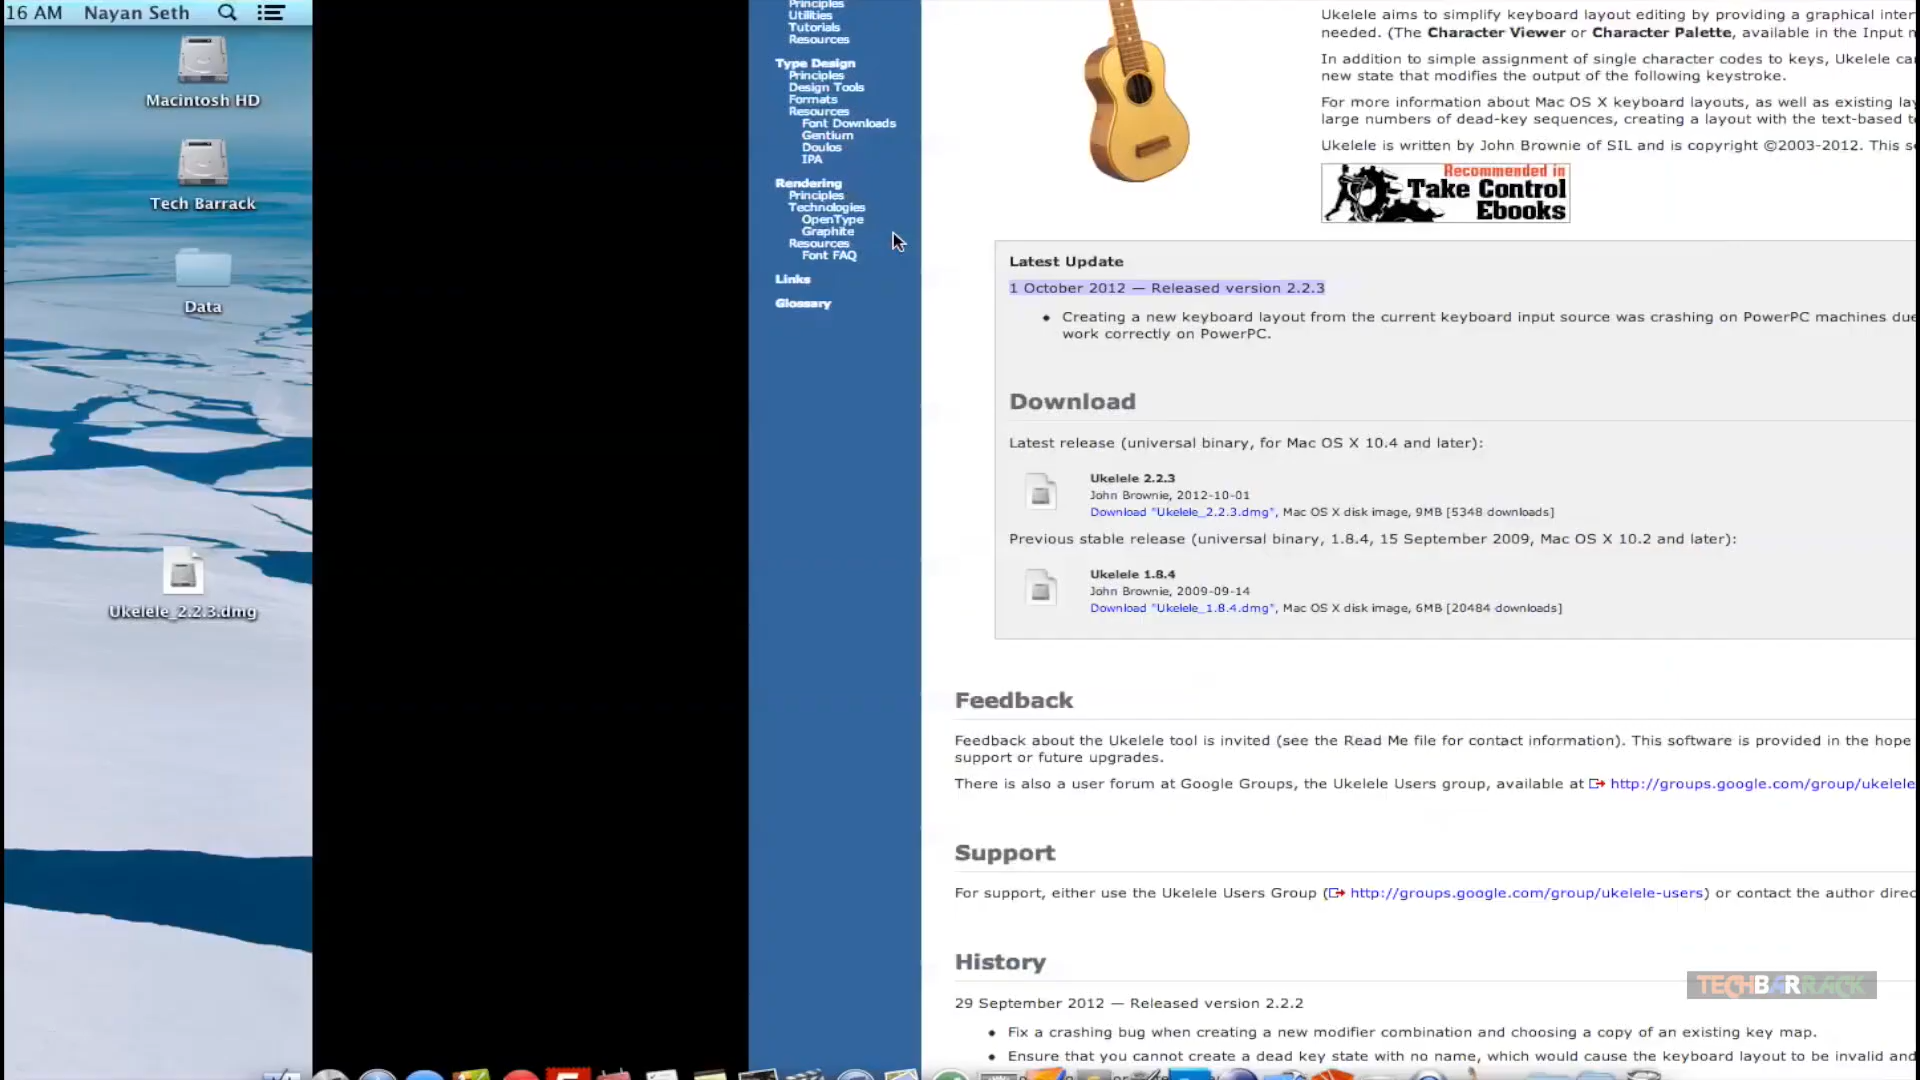 16 AM Nayan Seth
Macintosh HD
Tech Barrack
Data
Ukelele_2.2.3.dmg
Principles
Utilities
Tutorials
Resources
Type Design
Principles
Design Tools
Formats
Resources
Font Downloads
Gentium
Doulos
IPA
Rendering
Principles
Technologies
OpenType
Graphite
Resources
Font FAQ
Links
Glossary
Ukelele aims to simplify keyboard layout editing by providing a graphical inter
needed. (The Character Viewer or Character Palette, available in the Input n
In addition to simple assignment of single character codes to keys, Ukelele ca
new state that modifies the output of the following keystroke.
For more information about Mac OS X keyboard layouts, as well as existing lay
large numbers of dead-key sequences, creating a layout with the text-based t
Ukelele is written by John Brownie of SIL and is copyright ©2003-2012. This s
Recommended in
Take Control
Ebooks
Latest Update
1 October 2012 — Released version 2.2.3
• Creating a new keyboard layout from the current keyboard input source was crashing on PowerPC machines due
work correctly on PowerPC.
Download
Latest release (universal binary, for Mac OS X 10.4 and later):
Ukelele 2.2.3
John Brownie, 2012-10-01
Download "Ukelele_2.2.3.dmg", Mac OS X disk image, 9MB [5348 downloads]
Previous stable release (universal binary, 1.8.4, 15 September 2009, Mac OS X 10.2 and later):
Ukelele 1.8.4
John Brownie, 2009-09-14
Download "Ukelele_1.8.4.dmg", Mac OS X disk image, 6MB [20484 downloads]
Feedback
Feedback about the Ukelele tool is invited (see the Read Me file for contact information). This software is provided in the hope
support or future upgrades.
There is also a user forum at Google Groups, the Ukelele Users group, available at http://groups.google.com/group/ukelele
Support
For support, either use the Ukelele Users Group (http://groups.google.com/group/ukelele-users) or contact the author direc
History
29 September 2012 — Released version 2.2.2
• Fix a crashing bug when creating a new modifier combination and choosing a copy of an existing key map.
• Ensure that you cannot create a dead key state with no name, which would cause the keyboard layout to be invalid and
TECHBARRACK